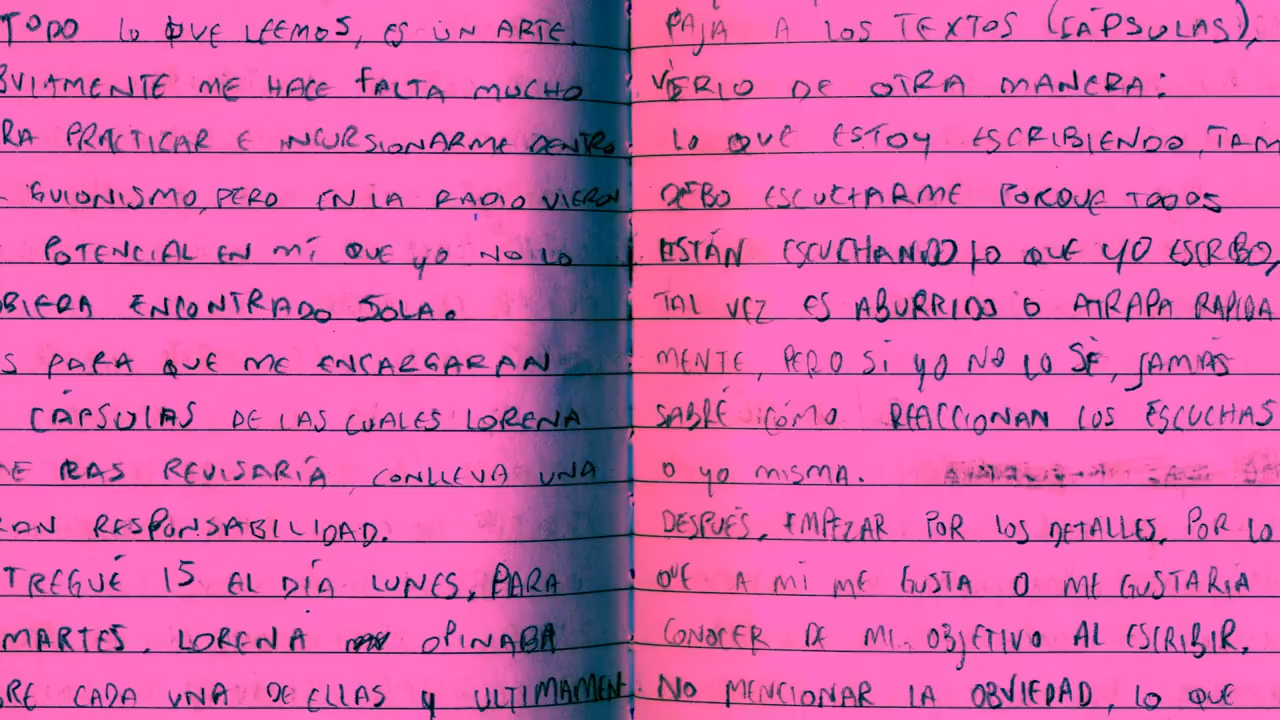 TODO LO QUE LEEMOS, ES UN ARTE.
BVIAMENTE ME HACE FALTA MUCHO
RA PRACTICAR E INCURSIONARME DENTRO
GUIONISMO, PERO EN LA RADIO VIERON
POTENCIAL EN MÍ QUE YO NO LO
BIERA ENCONTRADO SOLA.
S PARA QUE ME ENCARGARAN
CÁPSULAS DE LAS CUALES LORENA
REVISARÍA, CONLLEVA UNA
RESPONSABILIDAD.
TREGUÉ 15 AL DÍA LUNES, PARA
MARTES. LORENA OPINABA
RE CADA UNA DE ELLAS Y ULTIMAMEN
PAJA A LOS TEXTOS (CÁPSULAS),
VERLO DE OTRA MANERA:
LO QUE ESTOY ESCRIBIENDO, TAM
DEBO ESCUCHARME PORQUE TODOS
ESTÁN ESCUCHANDO LO QUE YO ESCRIBO,
TAL VEZ ES ABURRIDO O ATRAPA RAPIDA
MENTE, PERO SI YO NO LO SÉ, JAMÁS
SABRÉ CÓMO REACCIONAN LOS ESCUCHAS
O YO MISMA.
DESPUÉS, EMPEZAR POR LOS DETALLES, POR LO
QUE A MÍ ME GUSTA O ME GUSTARÍA
CONOCER DE MI OBJETIVO AL ESCRIBIR,
NO MENCIONAR LA OBVIEDAD, LO QUE